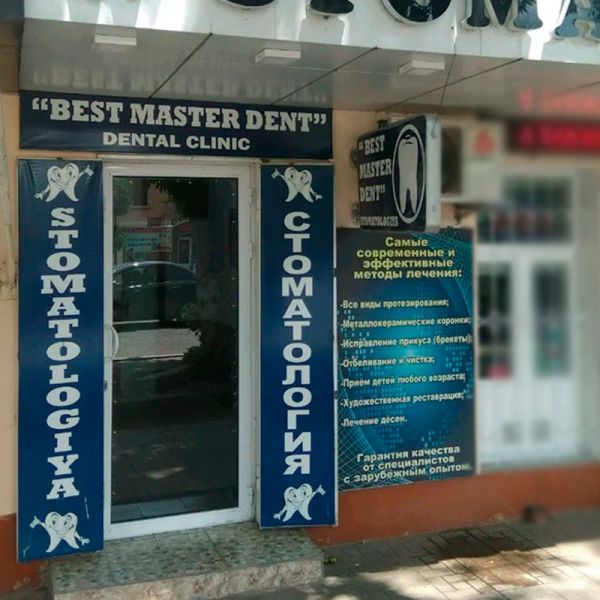 "BEST MASTER DENT"
DENTAL CLINIC
STOMATOLOGIYA
СТОМАТОЛОГИЯ
"BEST
MASTER
DENT"
STOMATOLOGIYA
Самые
современные и
эффективные
методы лечения:
-Все виды протезирования;
-Металлокерамические коронки;
-Исправление прикуса (брекеты);
-Отбеливание и чистка;
-Приём детей любого возраста;
-Художественная реставрация;
-Лечение дёсен.
Гарантия качества
от специалистов
с зарубежным опытом.